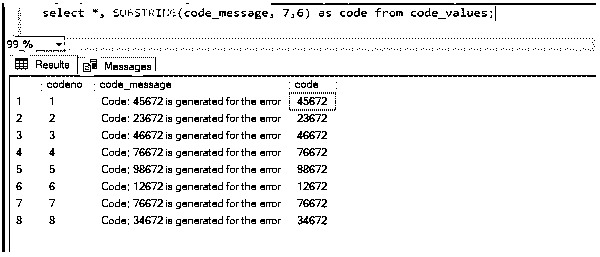 select *, SUBSTRING(code_message, 7,6) as code from code_values;
99 %
Results Messages
codeno code_message code
1 1 Code: 45672 is generated for the error 45672
2 2 Code: 23672 is generated for the error 23672
3 3 Code: 46672 is generated for the error 46672
4 4 Code: 76672 is generated for the error 76672
5 5 Code: 98672 is generated for the error 98672
6 6 Code: 12672 is generated for the error 12672
7 7 Code: 76672 is generated for the error 76672
8 8 Code: 34672 is generated for the error 34672